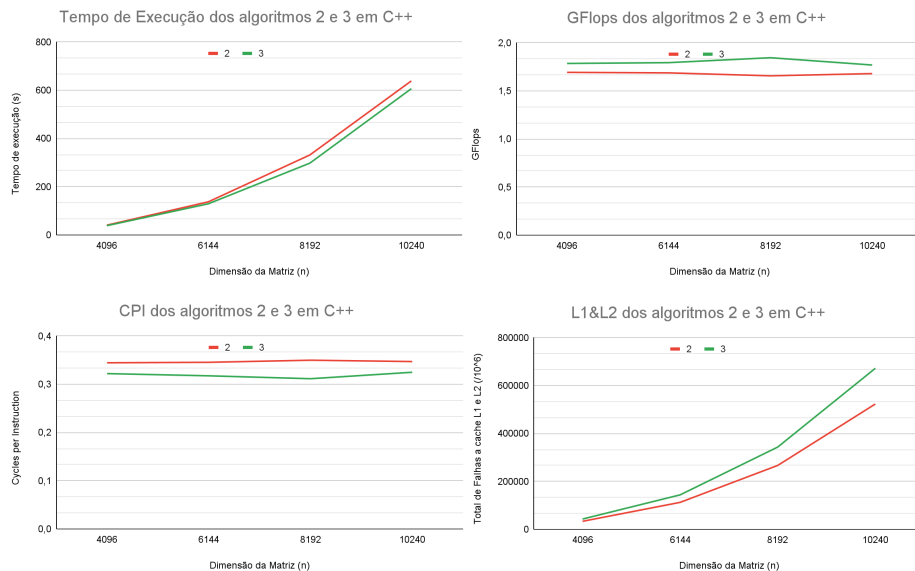 Tempo de Execução dos algoritmos 2 e 3 em C++
2 3
Tempo de execução (s)
800
600
400
200
0
4096 6144 8192 10240
Dimensão da Matriz (n)
GFlops dos algoritmos 2 e 3 em C++
2 3
GFlops
2,0
1,5
1,0
0,5
0,0
4096 6144 8192 10240
Dimensão da Matriz (n)
CPI dos algoritmos 2 e 3 em C++
2 3
Cycles per Instruction
0,4
0,3
0,2
0,1
0,0
4096 6144 8192 10240
Dimensão da Matriz (n)
L1&L2 dos algoritmos 2 e 3 em C++
2 3
Total de Falhas a cache L1 e L2 (/10^6)
800000
600000
400000
200000
0
4096 6144 8192 10240
Dimensão da Matriz (n)